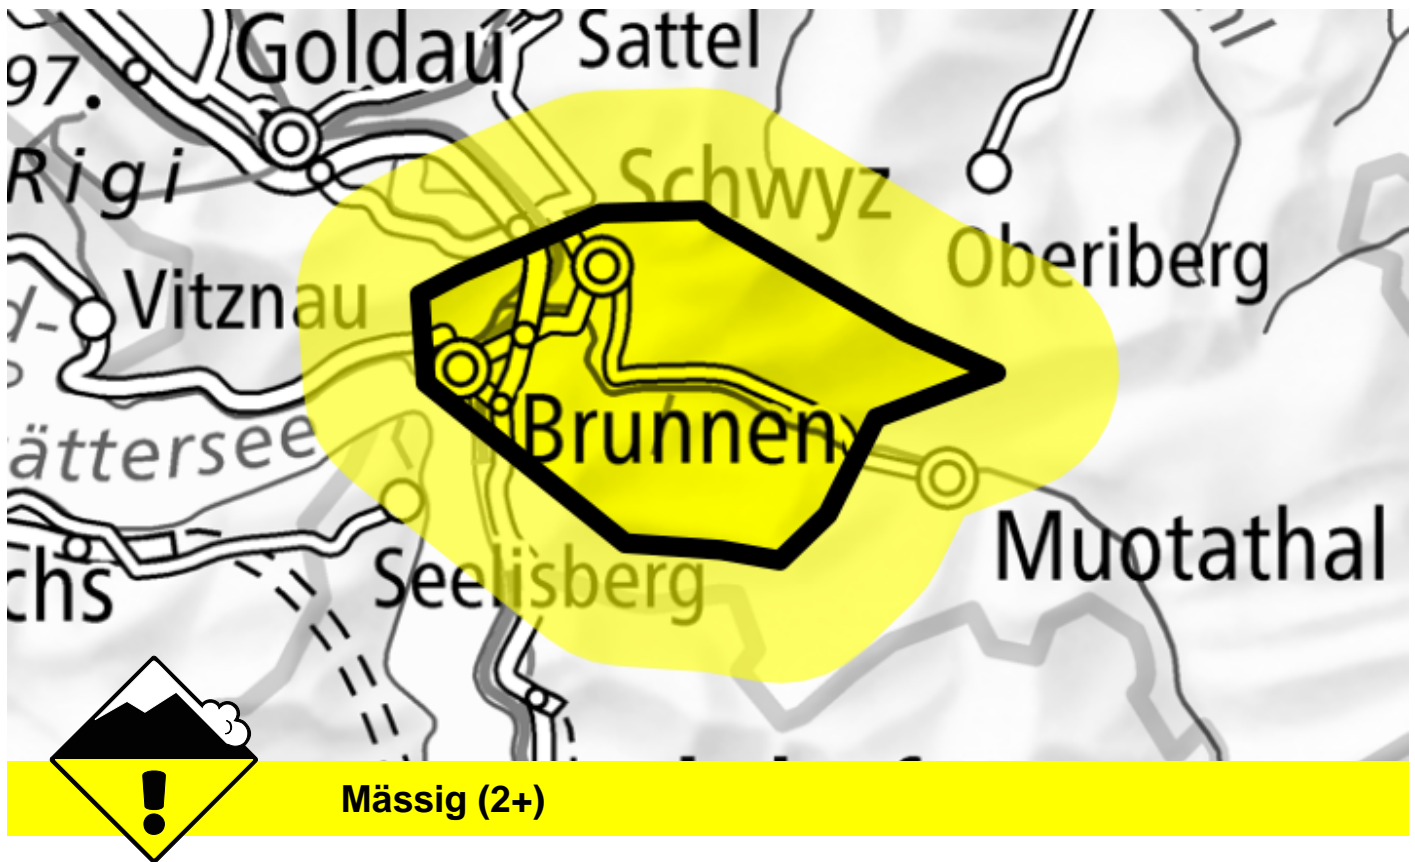 Goldau
Sattel
97.
Rigi
Schwyz
Oberiberg
Vitznau
d-
Brunnen
ättersee
Muotathal
chs
Seelisberg
Mässig (2+)